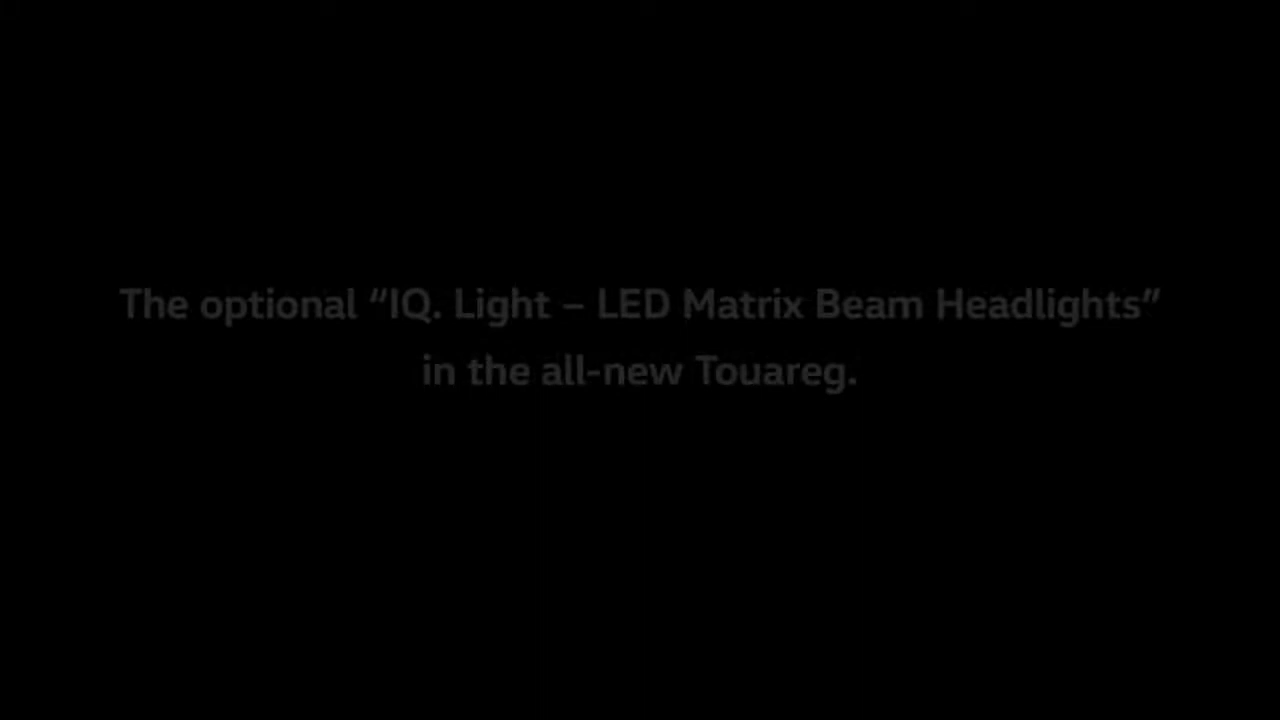 The optional “IQ. Light – LED Matrix Beam Headlights”
in the all-new Touareg.